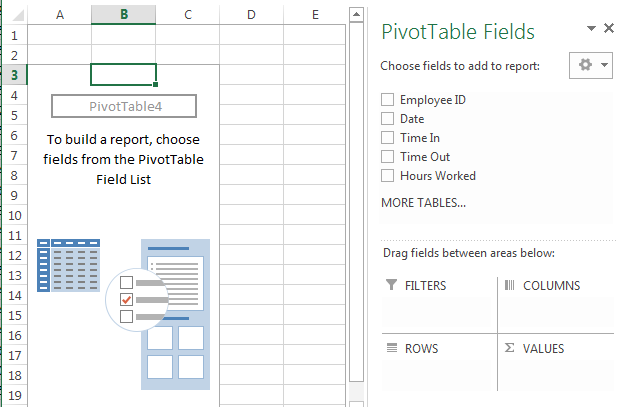 A B C D E
1
2
3
4
5
6
7
8
9
10
11
12
13
14
15
16
17
18
19
PivotTable4
To build a report, choose
fields from the PivotTable
Field List
PivotTable Fields
Choose fields to add to report:
Employee ID
Date
Time In
Time Out
Hours Worked
MORE TABLES...
Drag fields between areas below:
FILTERS
COLUMNS
ROWS
Σ VALUES